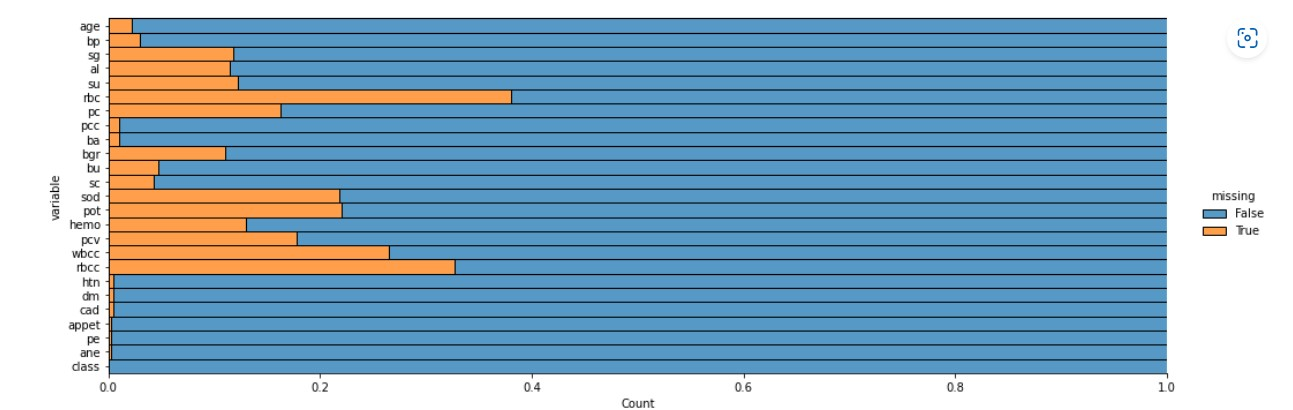 age
bp
sg
al
su
rbc
pc
pcc
ba
bgr
bu
sc
sod
pot
hemo
pcv
wbcc
rbcc
htn
dm
cad
appet
pe
ane
class
variable
0.0 0.2 0.4 0.6 0.8 1.0
Count
missing
False
True